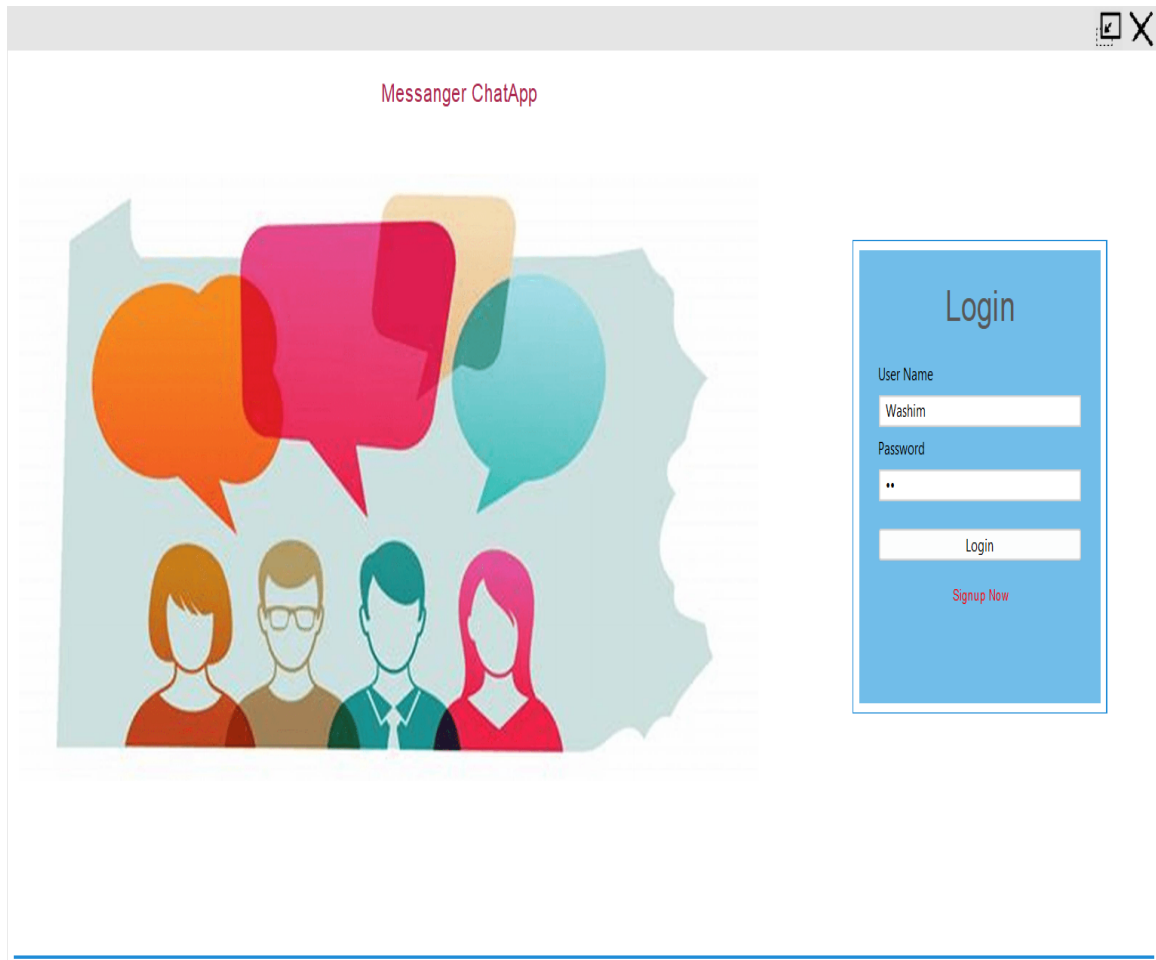 Messanger ChatApp
Login
User Name
Washim
Password
••
Login
Signup Now